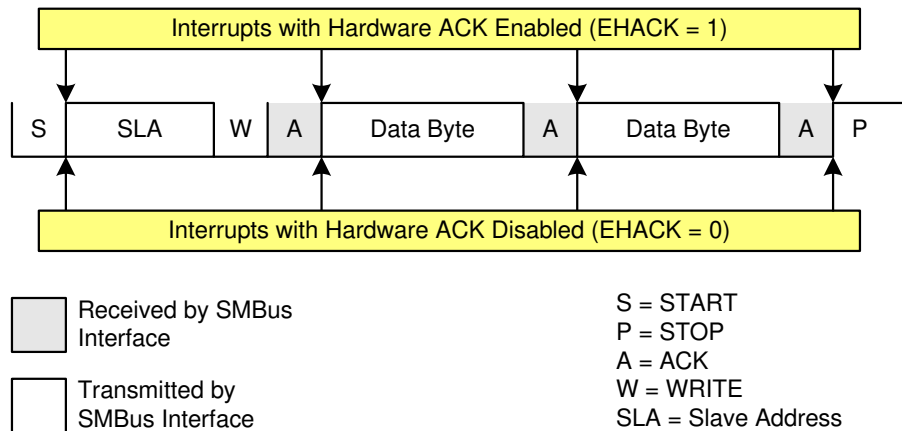 Interrupts with Hardware ACK Enabled (EHACK = 1)
S SLA W A Data Byte A Data Byte A P
Interrupts with Hardware ACK Disabled (EHACK = 0)
Received by SMBus
Interface
Transmitted by
SMBus Interface
S = START
P = STOP
A = ACK
W = WRITE
SLA = Slave Address